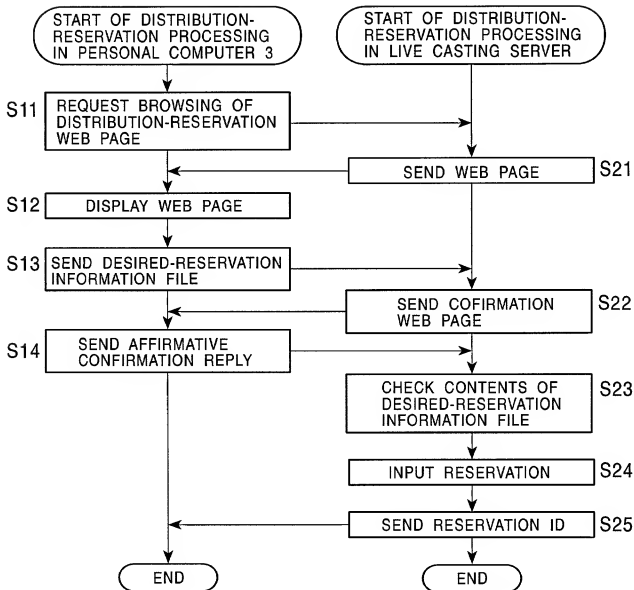 START OF DISTRIBUTION-
RESERVATION PROCESSING
IN PERSONAL COMPUTER 3
START OF DISTRIBUTION-
RESERVATION PROCESSING
IN LIVE CASTING SERVER
S11
REQUEST BROWSING OF
DISTRIBUTION-RESERVATION
WEB PAGE
SEND WEB PAGE
S21
S12
DISPLAY WEB PAGE
S13
SEND DESIRED-RESERVATION
INFORMATION FILE
SEND COFIRMATION
WEB PAGE
S22
S14
SEND AFFIRMATIVE
CONFIRMATION REPLY
CHECK CONTENTS OF
DESIRED-RESERVATION
INFORMATION FILE
S23
INPUT RESERVATION
S24
SEND RESERVATION ID
S25
END
END